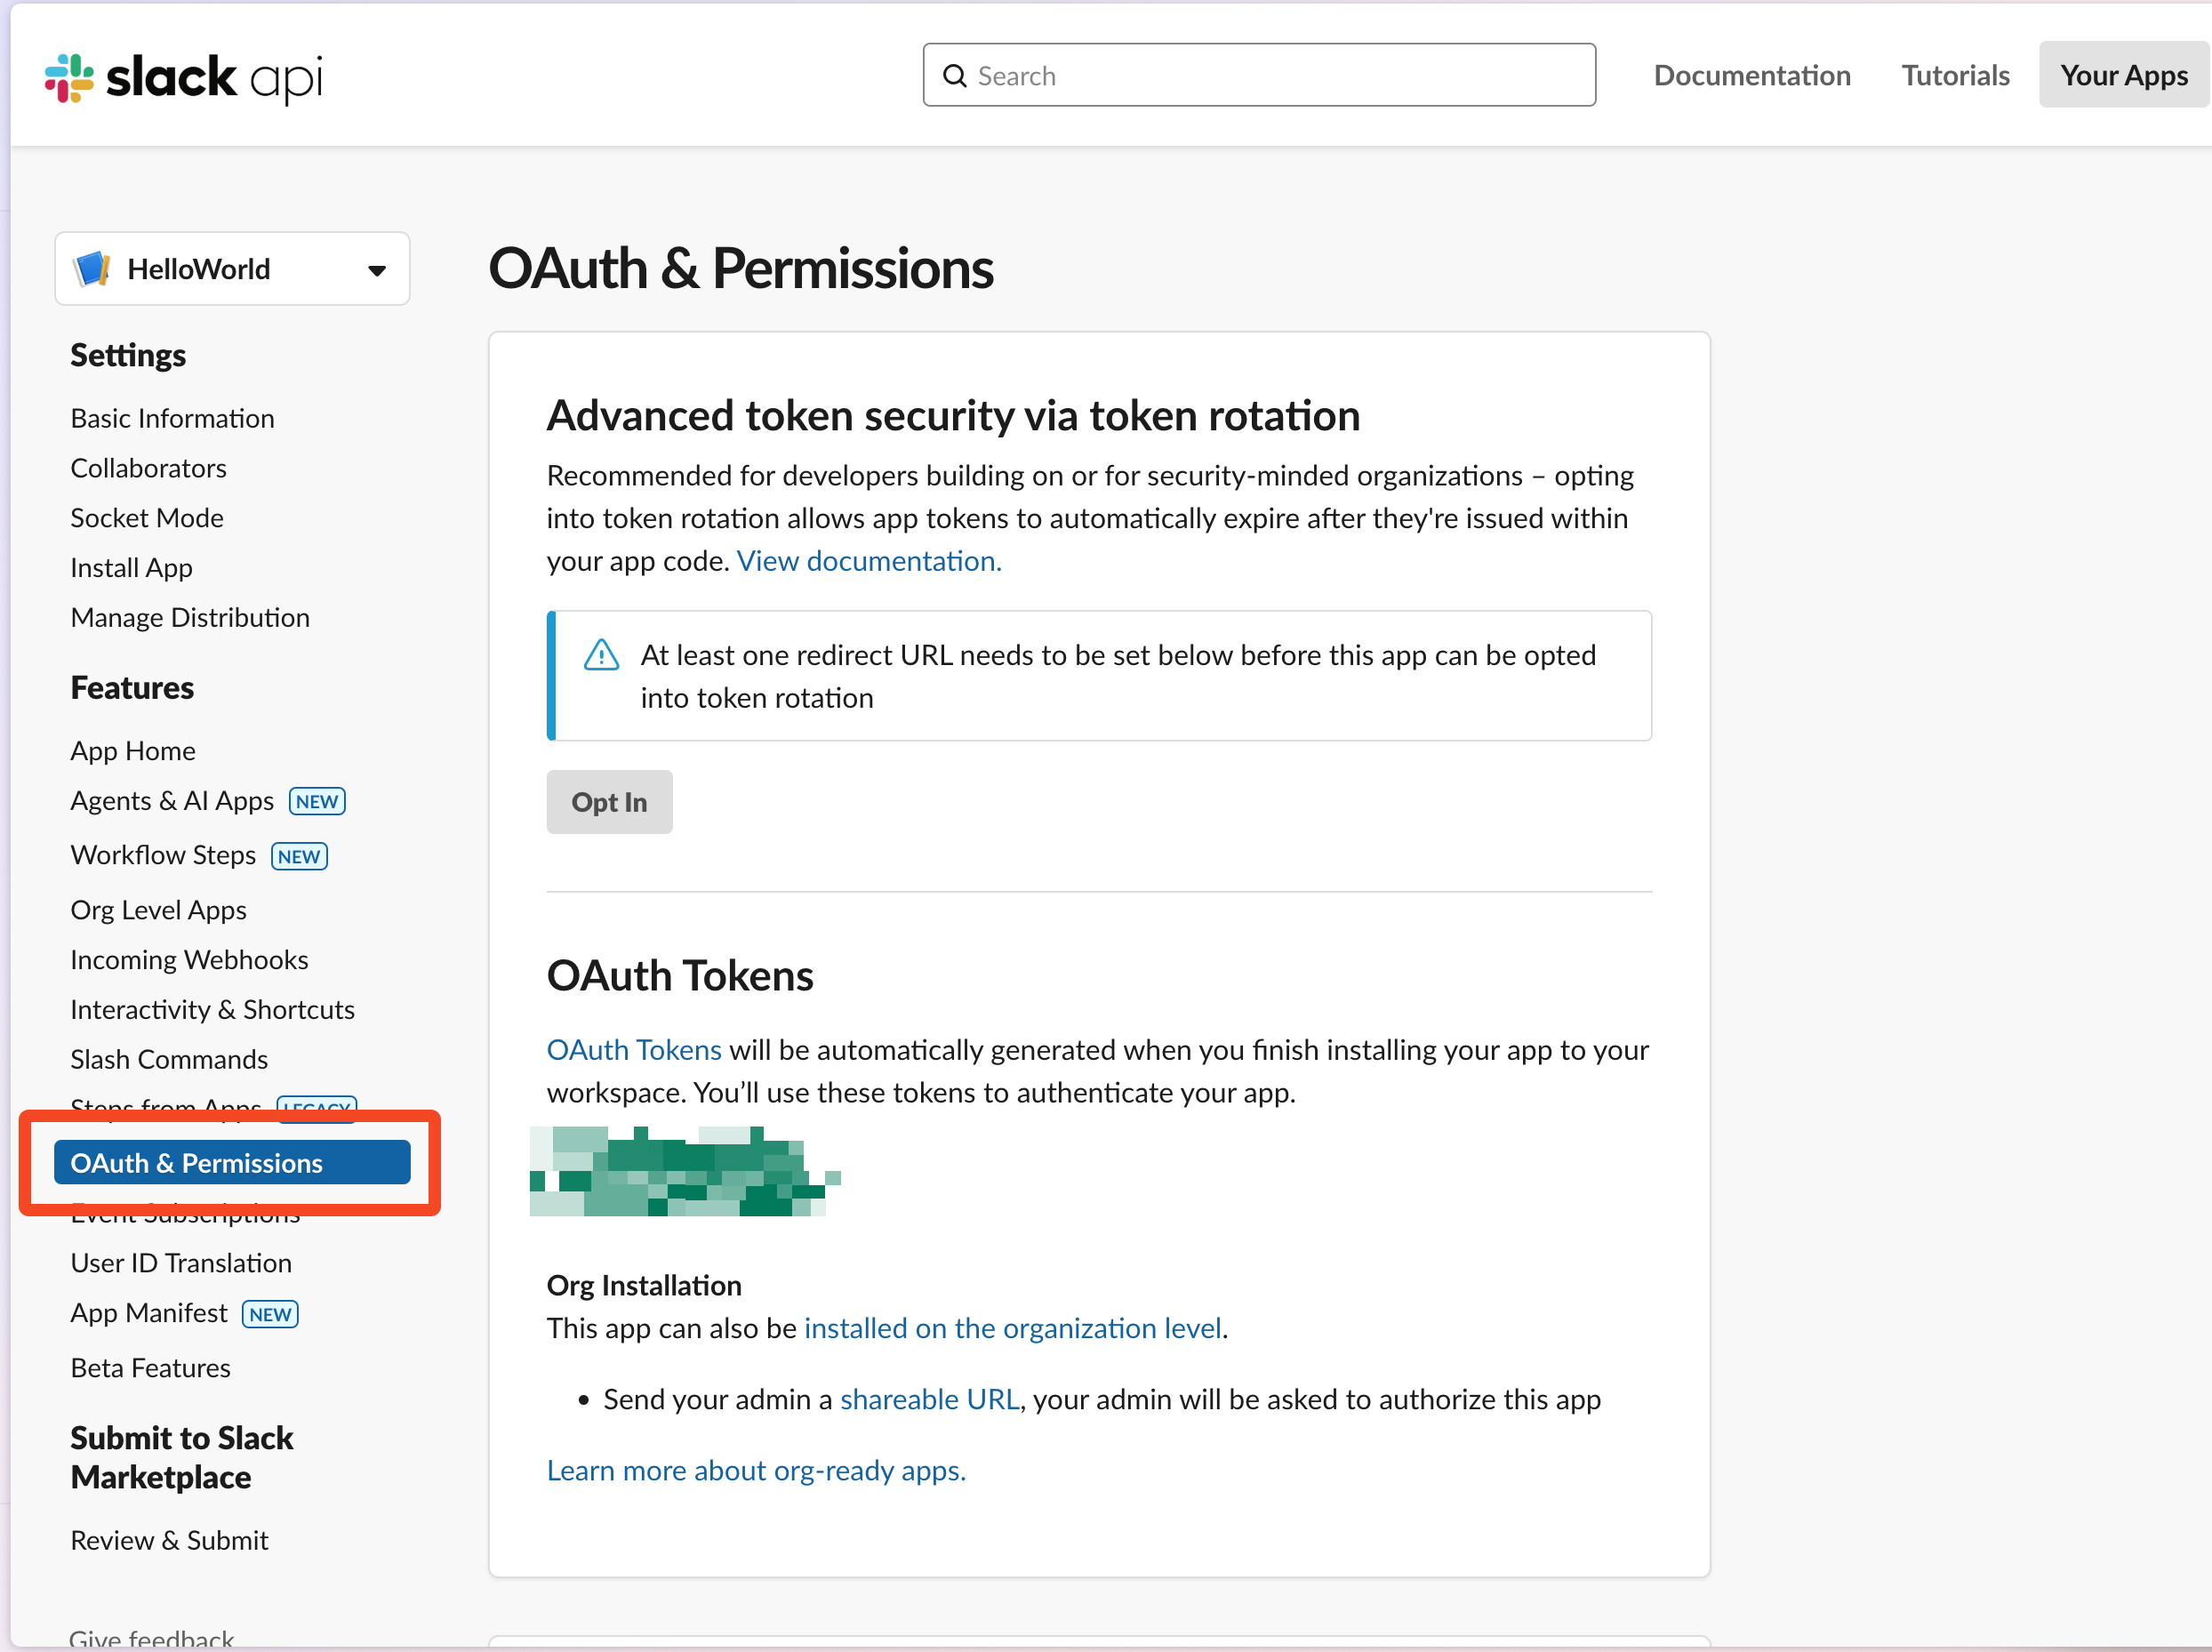 slack api
Search
Documentation
Tutorials
Your Apps
HelloWorld
Settings
Basic Information
Collaborators
Socket Mode
Install App
Manage Distribution
Features
App Home
Agents & AI Apps NEW
Workflow Steps NEW
Org Level Apps
Incoming Webhooks
Interactivity & Shortcuts
Slash Commands
Steps from Apps LEGACY
OAuth & Permissions
Event Subscriptions
User ID Translation
App Manifest NEW
Beta Features
Submit to Slack
Marketplace
Review & Submit
Give feedback
OAuth & Permissions
Advanced token security via token rotation
Recommended for developers building on or for security-minded organizations – opting
into token rotation allows app tokens to automatically expire after they're issued within
your app code. View documentation.
At least one redirect URL needs to be set below before this app can be opted
into token rotation
Opt In
OAuth Tokens
OAuth Tokens will be automatically generated when you finish installing your app to your
workspace. You’ll use these tokens to authenticate your app.
Org Installation
This app can also be installed on the organization level.
• Send your admin a shareable URL, your admin will be asked to authorize this app
Learn more about org-ready apps.